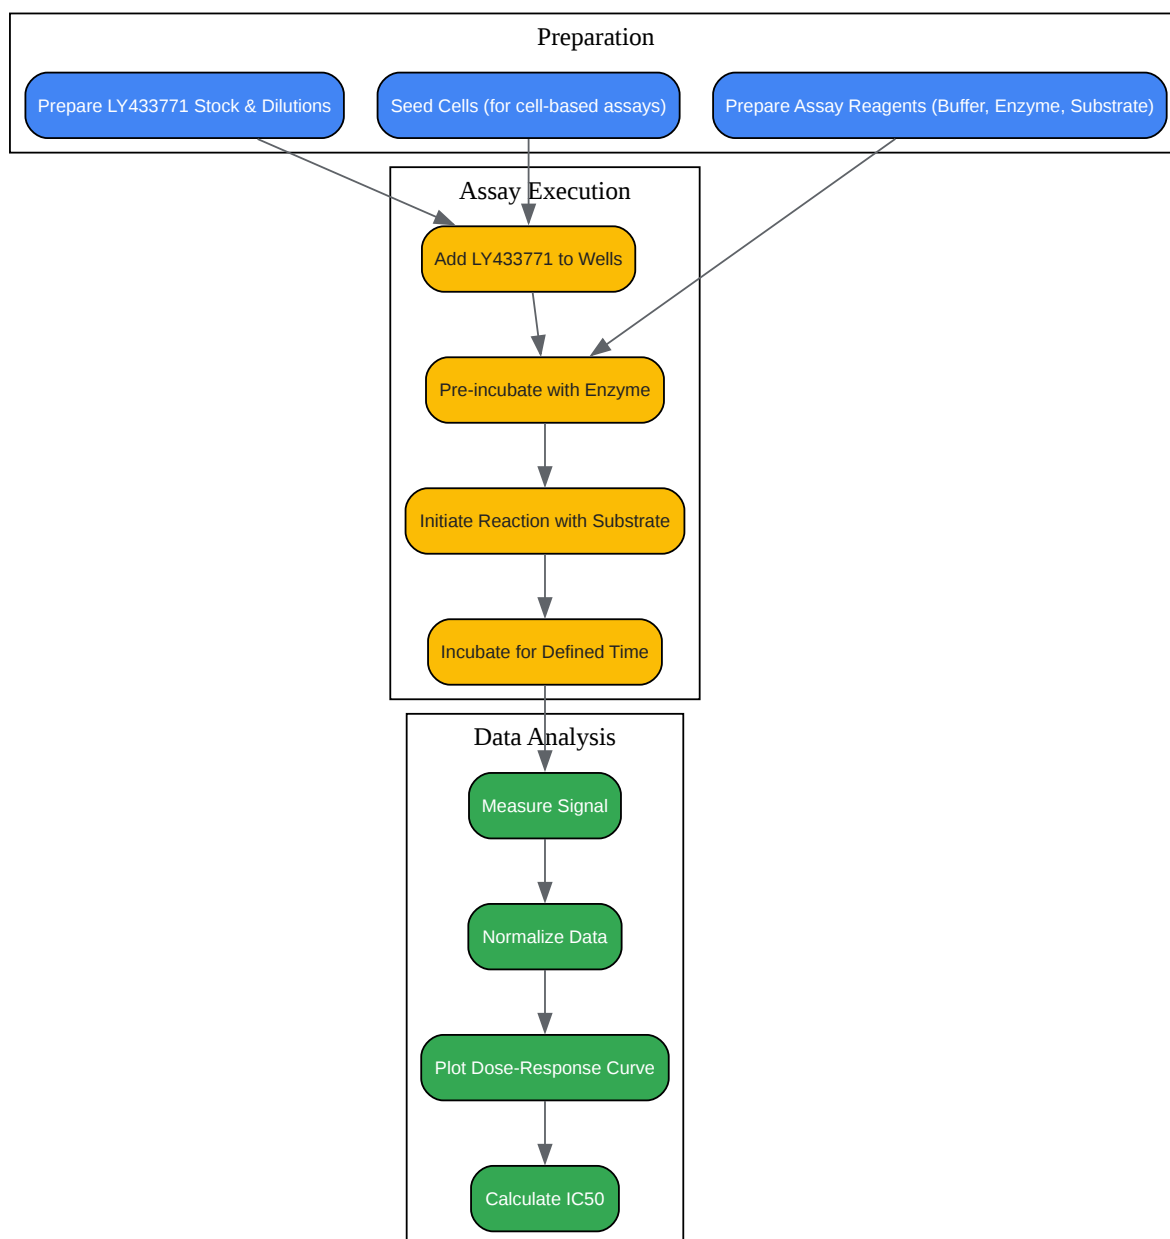 Preparation
Prepare LY433771 Stock & Dilutions
Seed Cells (for cell-based assays)
Prepare Assay Reagents (Buffer, Enzyme, Substrate)
Assay Execution
Add LY433771 to Wells
Pre-incubate with Enzyme
Initiate Reaction with Substrate
Incubate for Defined Time
Data Analysis
Measure Signal
Normalize Data
Plot Dose-Response Curve
Calculate IC50